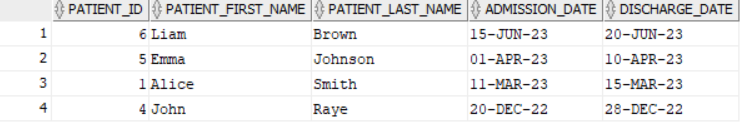 PATIENT_ID PATIENT_FIRST_NAME PATIENT_LAST_NAME ADMISSION_DATE DISCHARGE_DATE
1 6 Liam Brown 15-JUN-23 20-JUN-23
2 5 Emma Johnson 01-APR-23 10-APR-23
3 1 Alice Smith 11-MAR-23 15-MAR-23
4 4 John Raye 20-DEC-22 28-DEC-22